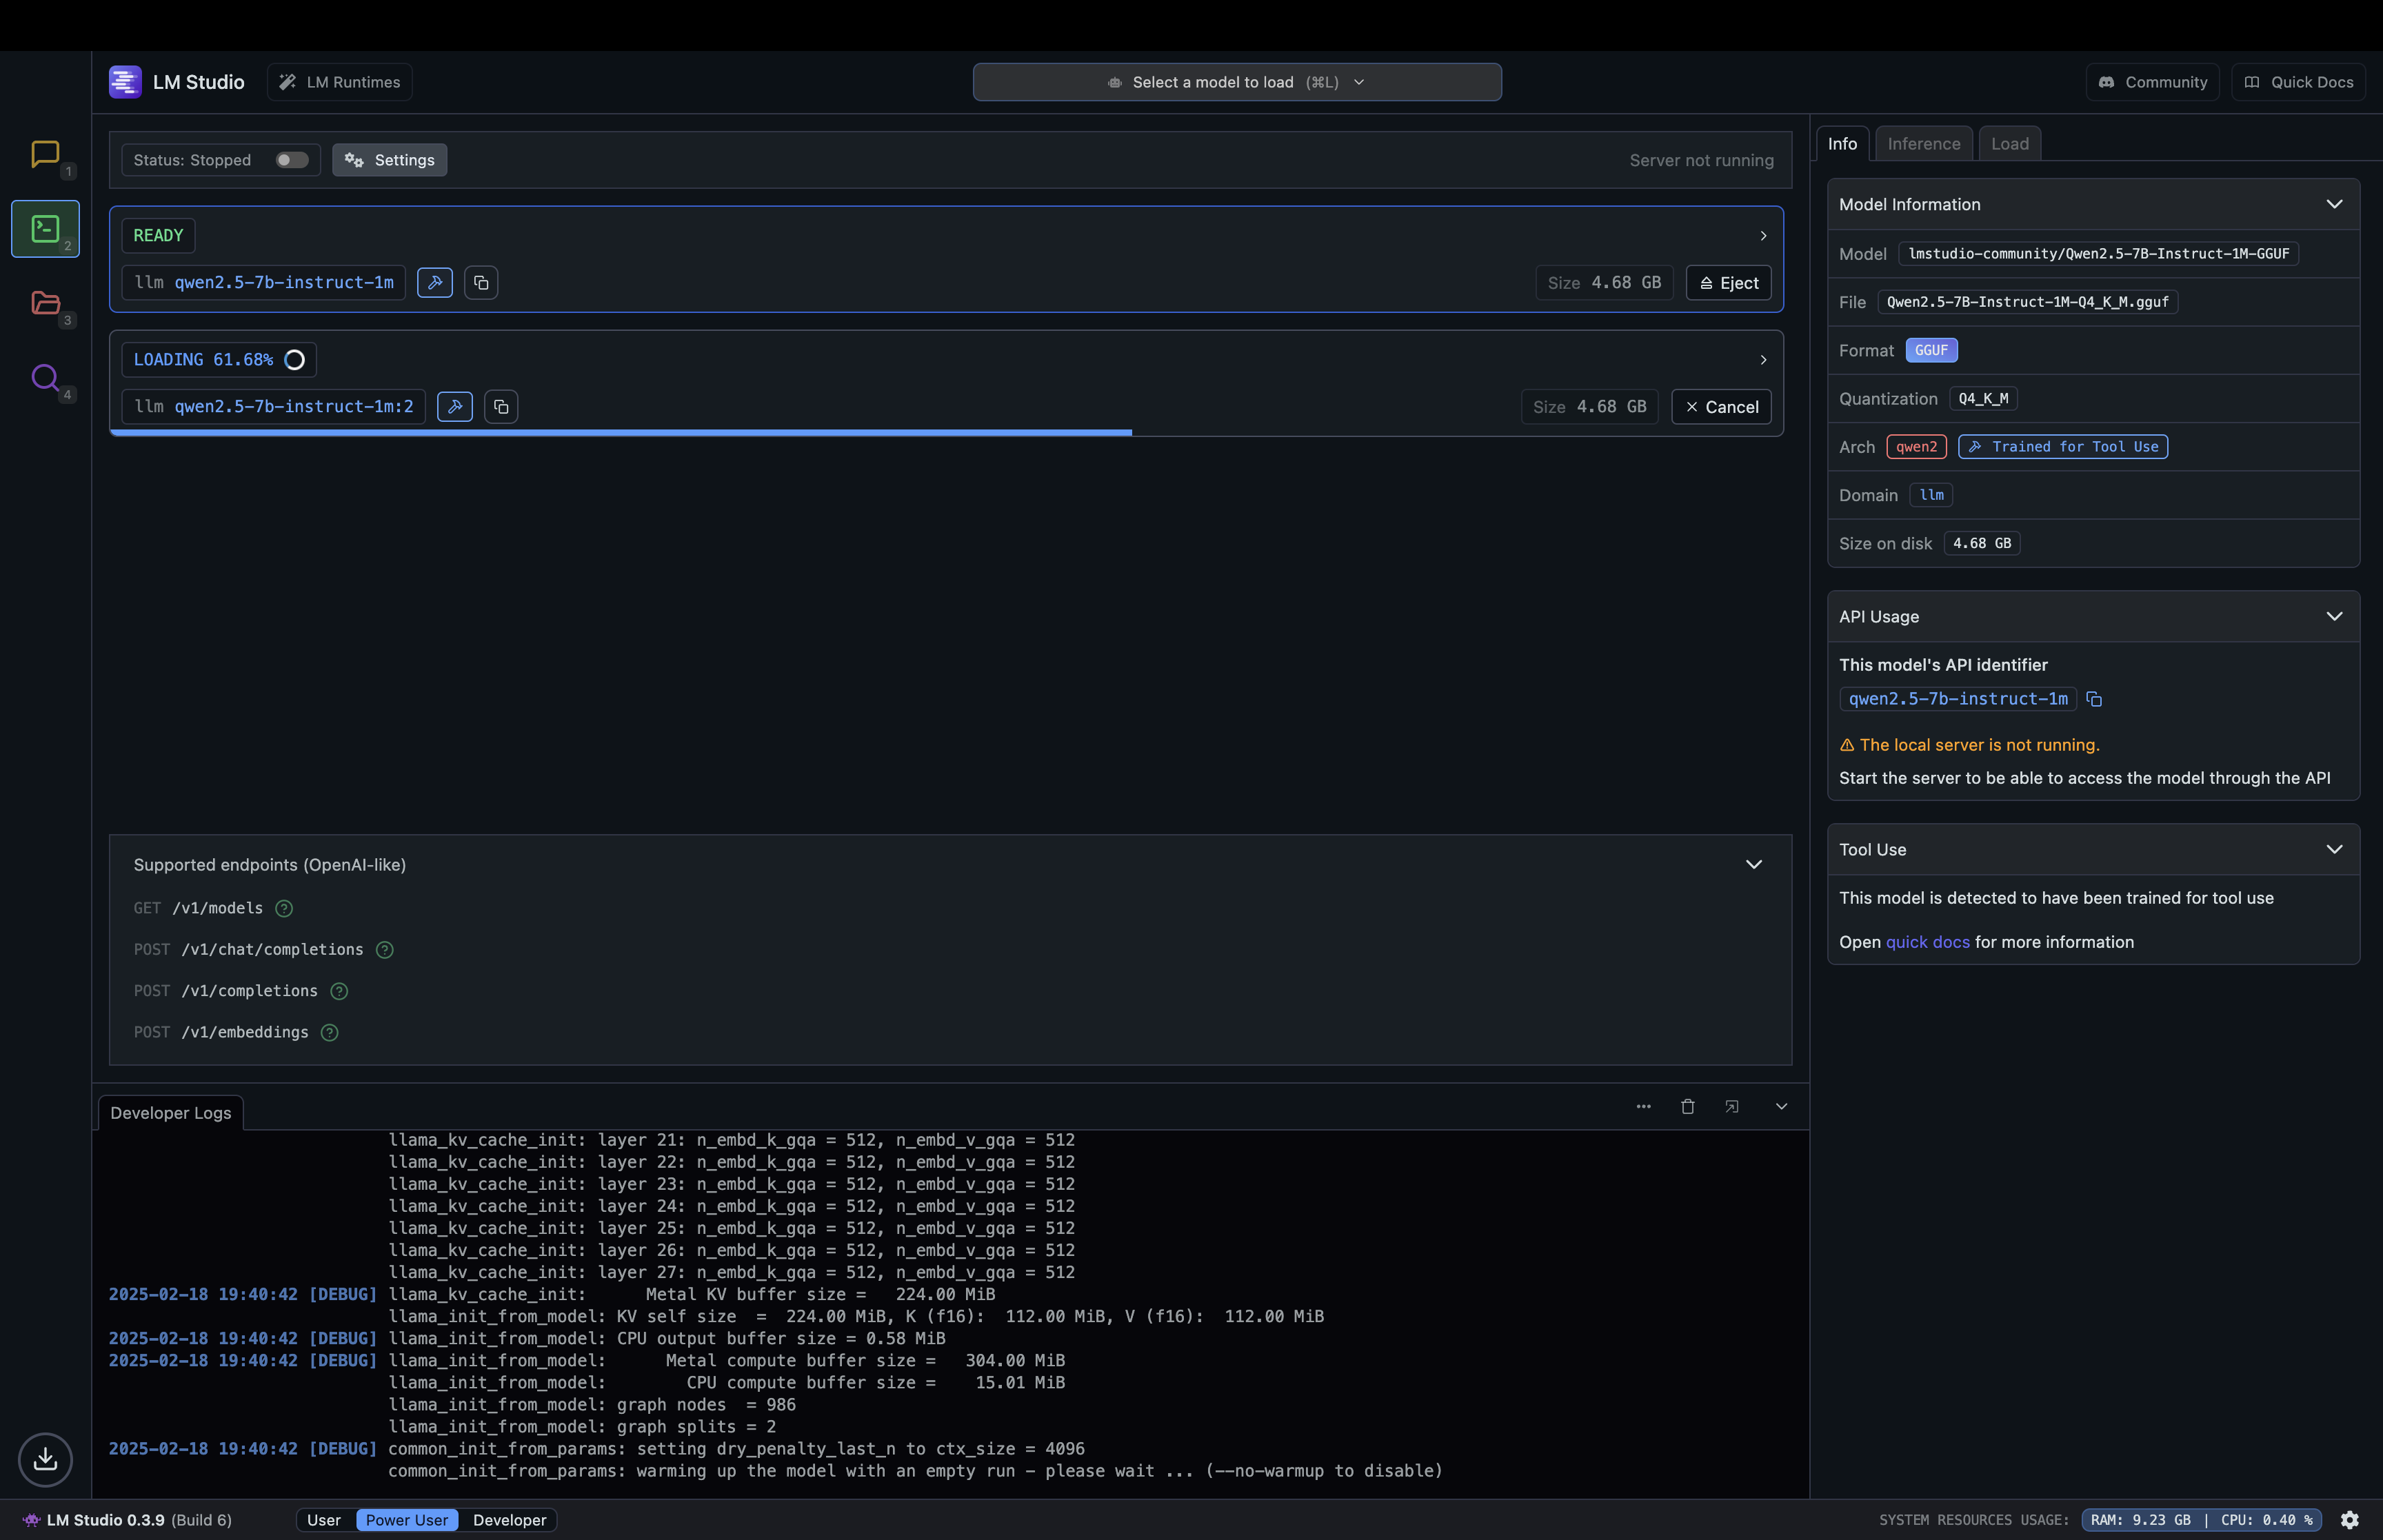 LM Studio
LM Runtimes
Select a model to load (⌘L)
Community
Quick Docs
1
2
3
4
Status: Stopped
Settings
Server not running
READY
llm qwen2.5-7b-instruct-1m
Size 4.68 GB
Eject
LOADING 61.68%
llm qwen2.5-7b-instruct-1m:2
Size 4.68 GB
Cancel
Supported endpoints (OpenAI-like)
GET /v1/models ?
POST /v1/chat/completions ?
POST /v1/completions ?
POST /v1/embeddings ?
Developer Logs
llama_kv_cache_init: layer 21: n_embd_k_gqa = 512, n_embd_v_gqa = 512
llama_kv_cache_init: layer 22: n_embd_k_gqa = 512, n_embd_v_gqa = 512
llama_kv_cache_init: layer 23: n_embd_k_gqa = 512, n_embd_v_gqa = 512
llama_kv_cache_init: layer 24: n_embd_k_gqa = 512, n_embd_v_gqa = 512
llama_kv_cache_init: layer 25: n_embd_k_gqa = 512, n_embd_v_gqa = 512
llama_kv_cache_init: layer 26: n_embd_k_gqa = 512, n_embd_v_gqa = 512
llama_kv_cache_init: layer 27: n_embd_k_gqa = 512, n_embd_v_gqa = 512
2025-02-18 19:40:42 [DEBUG] llama_kv_cache_init:      Metal KV buffer size =   224.00 MiB
llama_init_from_model: KV self size  =  224.00 MiB, K (f16):  112.00 MiB, V (f16):  112.00 MiB
2025-02-18 19:40:42 [DEBUG] llama_init_from_model: CPU output buffer size = 0.58 MiB
2025-02-18 19:40:42 [DEBUG] llama_init_from_model:      Metal compute buffer size =   304.00 MiB
llama_init_from_model:        CPU compute buffer size =    15.01 MiB
llama_init_from_model: graph nodes  = 986
llama_init_from_model: graph splits = 2
2025-02-18 19:40:42 [DEBUG] common_init_from_params: setting dry_penalty_last_n to ctx_size = 4096
common_init_from_params: warming up the model with an empty run - please wait ... (--no-warmup to disable)
Info
Inference
Load
Model Information
Model lmstudio-community/Qwen2.5-7B-Instruct-1M-GGUF
File Qwen2.5-7B-Instruct-1M-Q4_K_M.gguf
Format GGUF
Quantization Q4_K_M
Arch qwen2 Trained for Tool Use
Domain llm
Size on disk 4.68 GB
API Usage
This model's API identifier
qwen2.5-7b-instruct-1m
The local server is not running.
Start the server to be able to access the model through the API
Tool Use
This model is detected to have been trained for tool use
Open quick docs for more information
LM Studio 0.3.9 (Build 6)
User
Power User
Developer
SYSTEM RESOURCES USAGE: RAM: 9.23 GB | CPU: 0.40 %